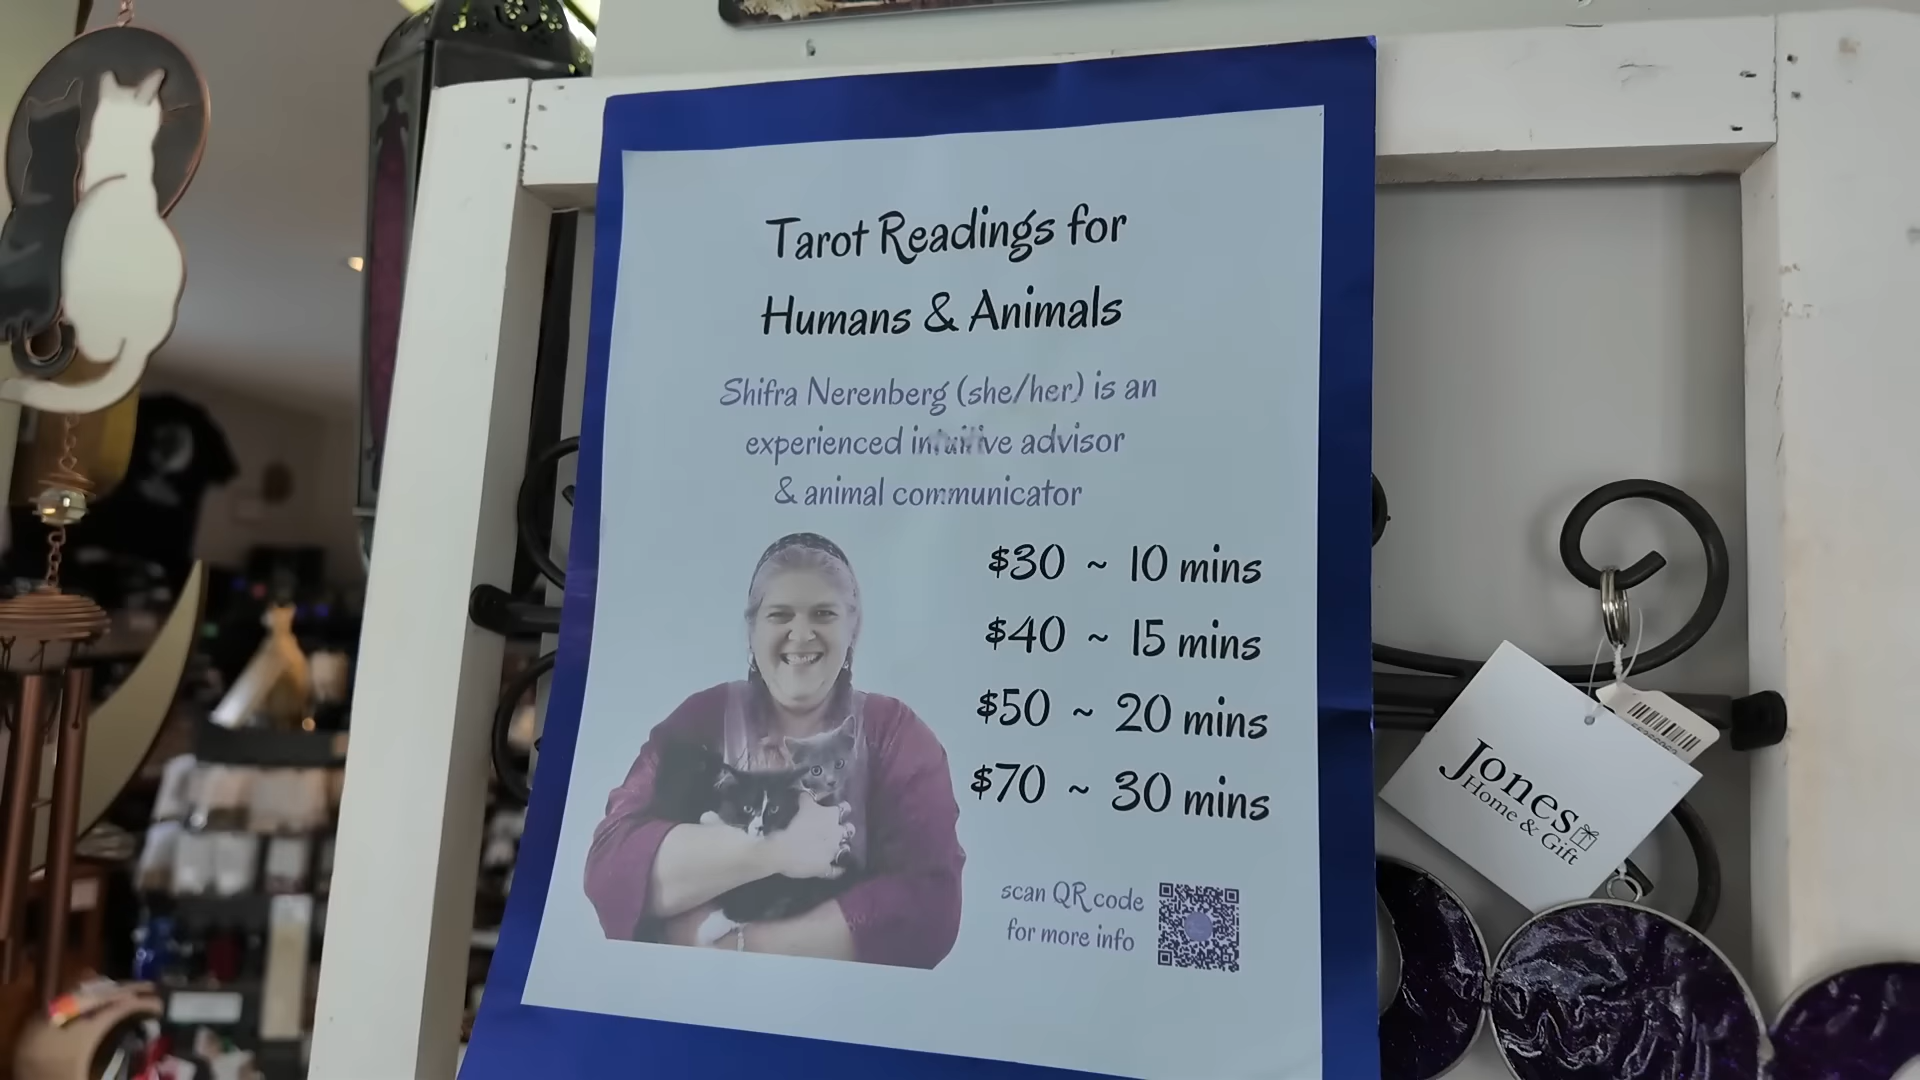 Tarot Readings for
Humans & Animals
Shifra Nerenberg (she/her) is an
experienced intuitive advisor
& animal communicator
$30 ~ 10 mins
$40 ~ 15 mins
$50 ~ 20 mins
$70 ~ 30 mins
scan QR code
for more info
Jones
Home & Gift